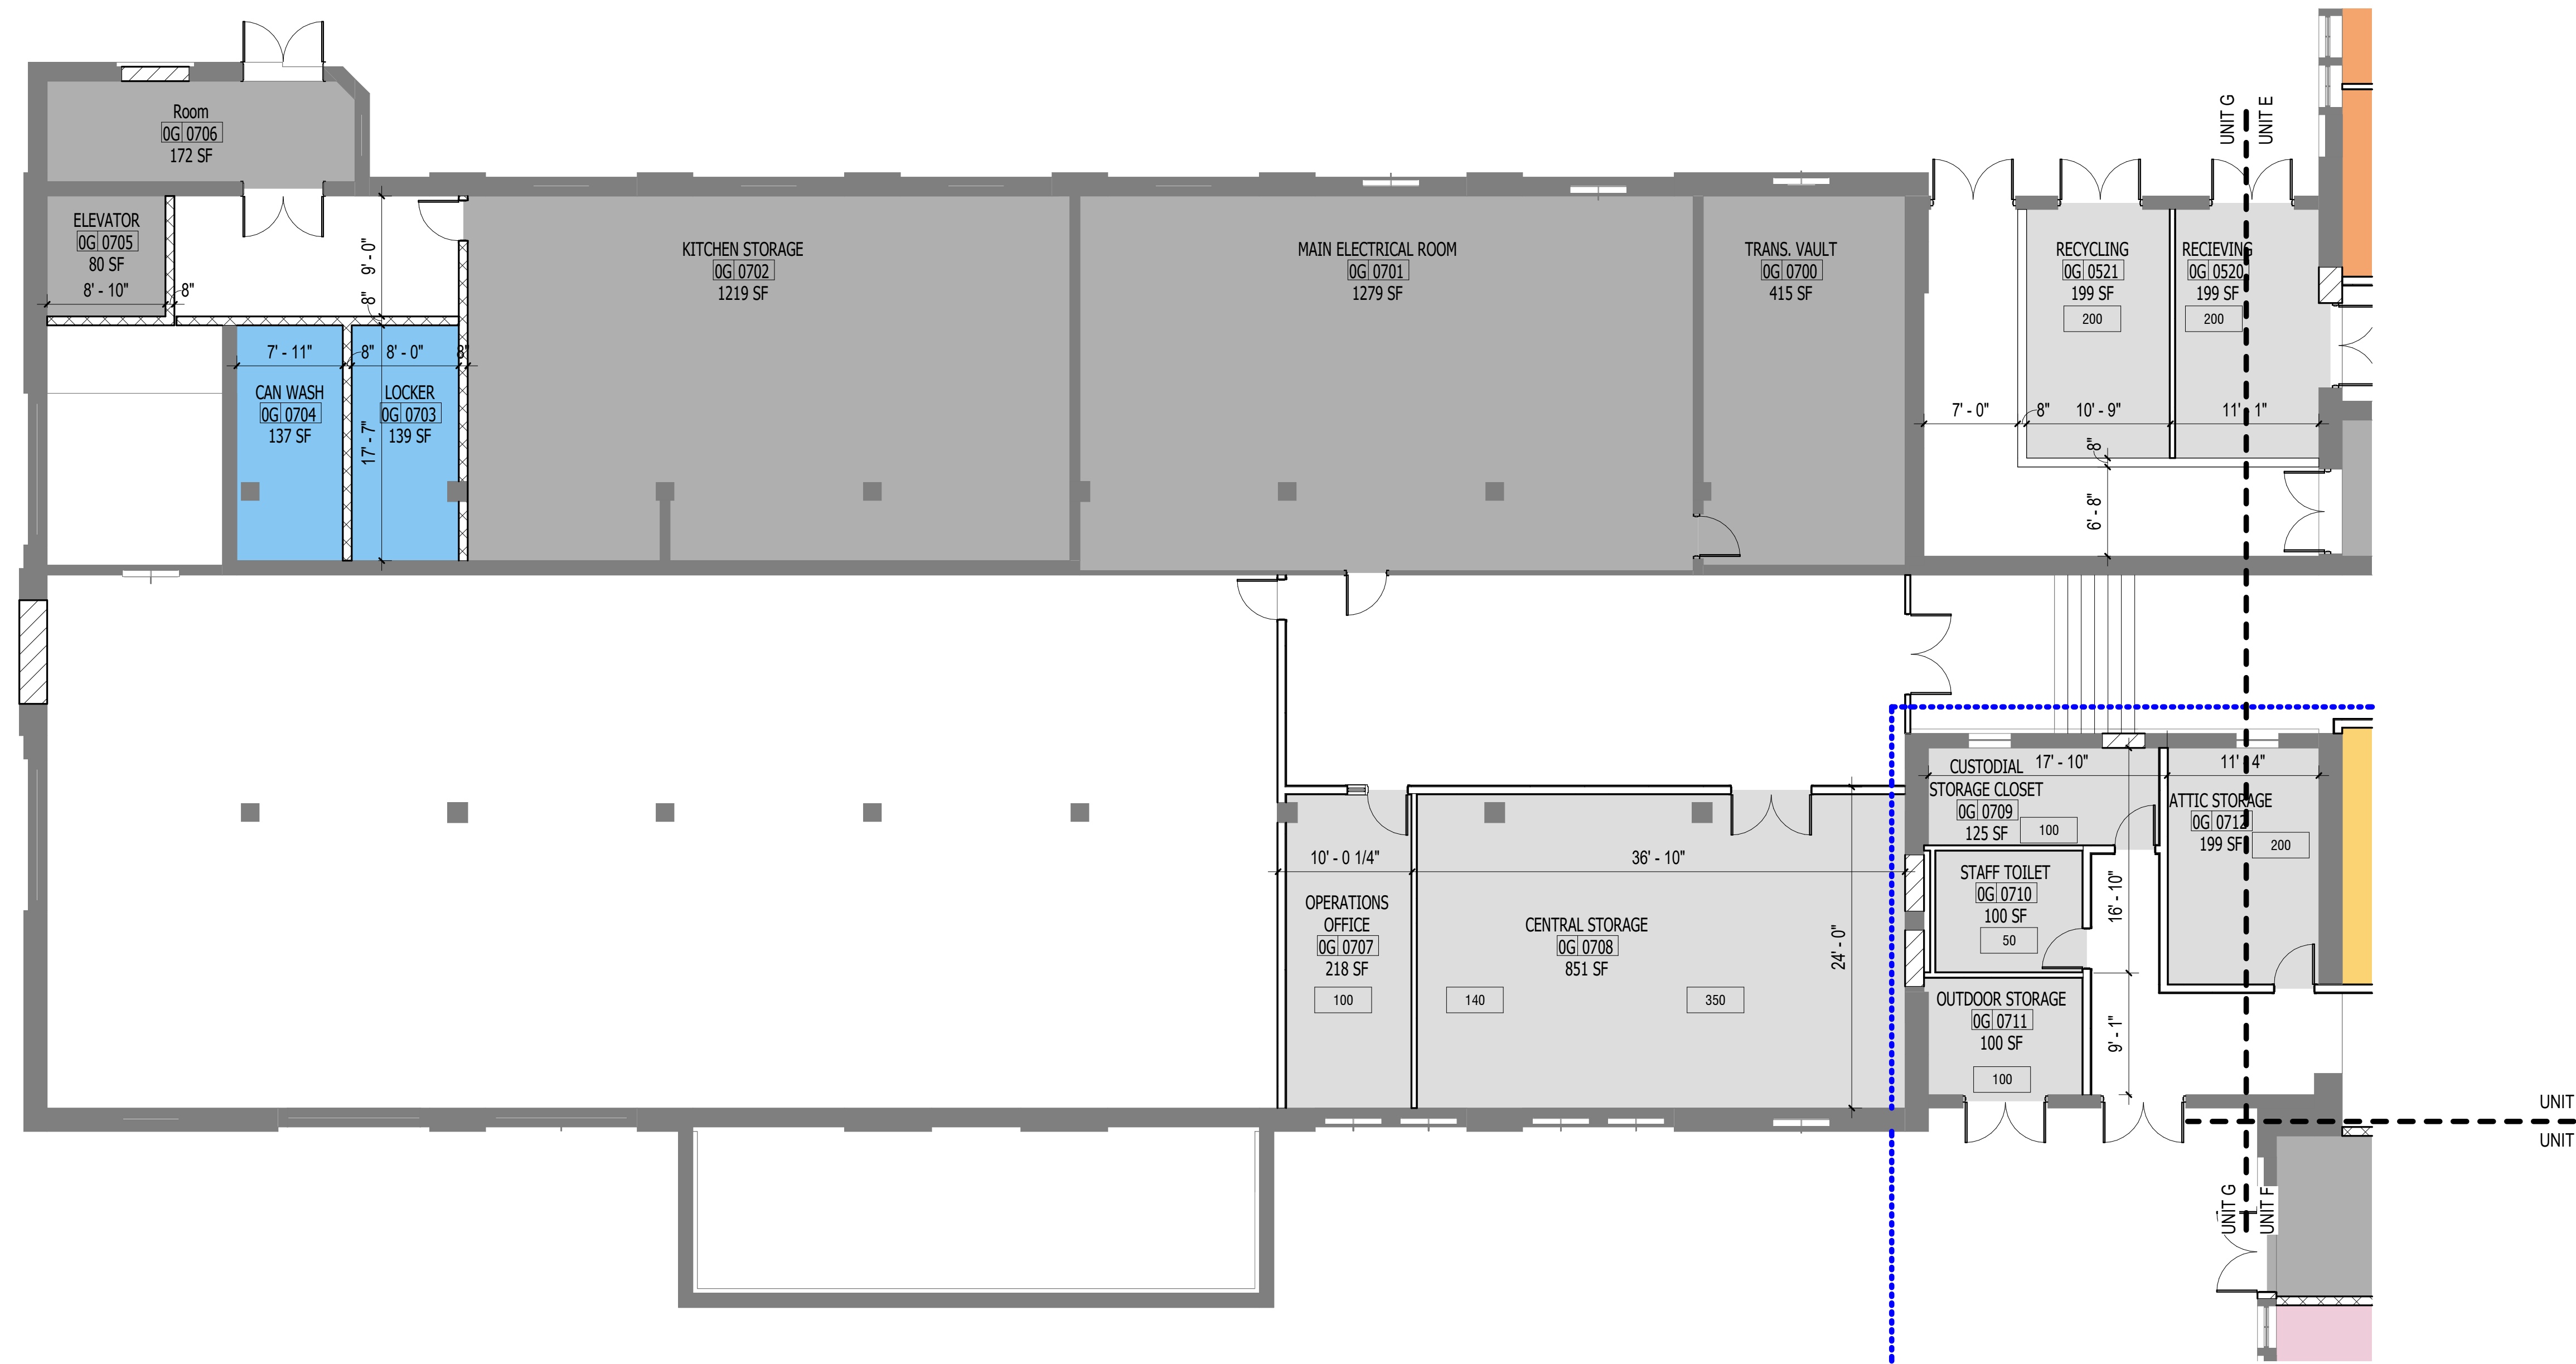 UNIT G
UNIT E
Room
0G 0706
172 SF
ELEVATOR
0G 0705
80 SF
8' - 10"
8"
9' - 0"
8"
KITCHEN STORAGE
0G 0702
1219 SF
MAIN ELECTRICAL ROOM
0G 0701
1279 SF
TRANS. VAULT
0G 0700
415 SF
RECYCLING
0G 0521
199 SF
200
RECIEVING
0G 0520
199 SF
200
7' - 11"
8"
8' - 0"
8"
CAN WASH
0G 0704
137 SF
LOCKER
0G 0703
139 SF
17' - 7"
7' - 0"
8"
10' - 9"
11' - 1"
8"
6' - 8"
CUSTODIAL
STORAGE CLOSET
0G 0709
125 SF
100
17' - 10"
11' - 4"
ATTIC STORAGE
0G 0712
199 SF
200
10' - 0 1/4"
36' - 10"
24' - 0"
OPERATIONS
OFFICE
0G 0707
218 SF
100
CENTRAL STORAGE
0G 0708
851 SF
140
350
STAFF TOILET
0G 0710
100 SF
50
16' - 10"
OUTDOOR STORAGE
0G 0711
100 SF
100
9' - 1"
UNIT
UNIT
UNIT G
UNIT F